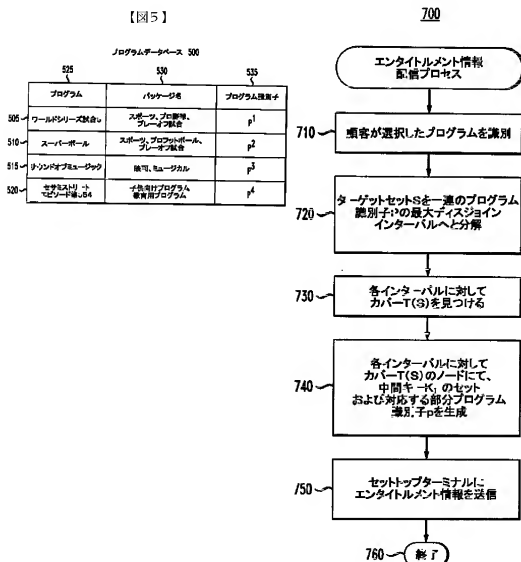 【図5】
プログラムデータベース 500
525
530
535
プログラム
パッケージ名
プログラム識別子
505
ワールドシリーズ試合
スポーツ、プロ野球、
プレーオフ試合
p1
510
スーパーボール
スポーツ、プロフットボール、
プレーオフ試合
p2
515
サウンドオブミュージック
映画、ミュージカル
p3
520
セサミストリート
エピソード
子供向けプログラム
教育用プログラム
p4
700
エンタイトルメント情報
配信プロセス
710
顧客が選択したプログラムを識別
720
ターゲットセットSを一連のプログラム
識別子Pの最大ディスジョイン
インターバルへと分解
730
各インターバルに対して
カバーT(S)を見つける
740
各インターバルに対して
カバーT(S)のノードにて、
中間キーKIのセット
および対応する部分プログラム
識別子pを生成
750
セットトップターミナルに
エンタイトルメント情報を送信
760
終了